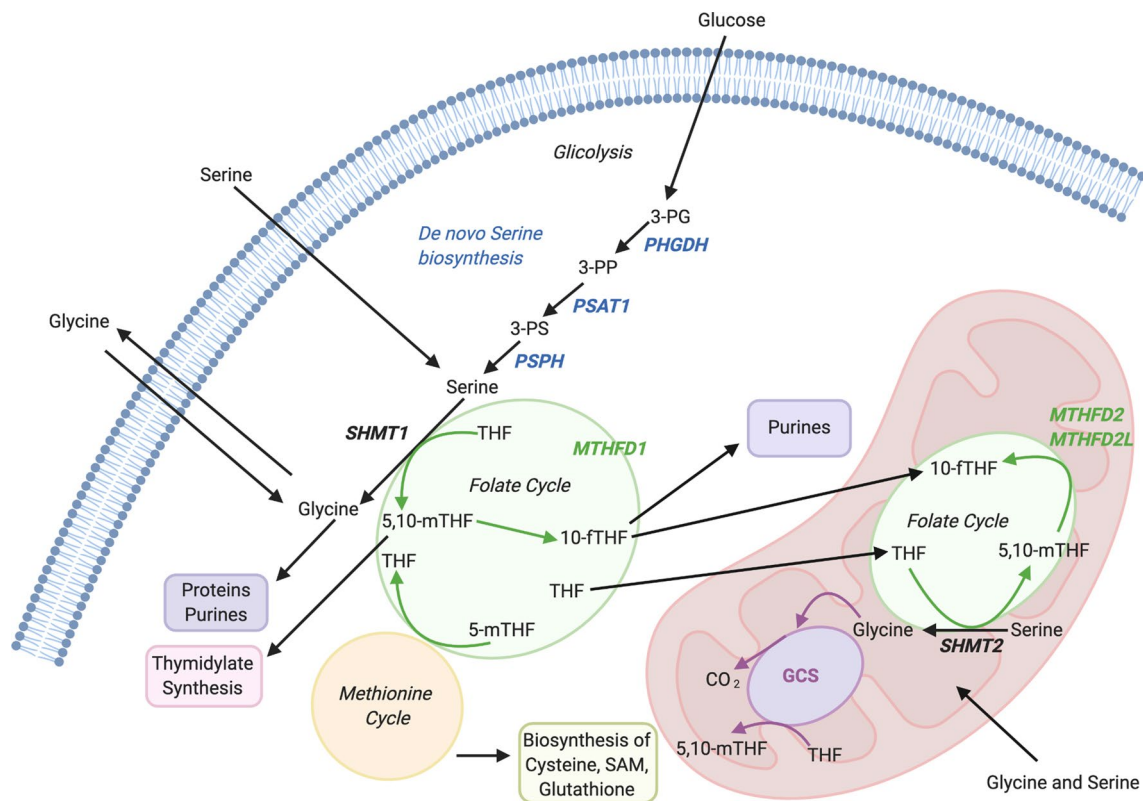 Glucose
Glicolysis
Serine
3-PG
De novo Serine
biosynthesis
PHGDH
3-PP
PSAT1
Glycine
3-PS
PSPH
Serine
SHMT1
THF
MTHFD1
Purines
MTHFD2
MTHFD2L
Folate Cycle
10-fTHF
Glycine
5,10-mTHF
10-fTHF
Folate Cycle
THF
THF
5,10-mTHF
THF
Proteins
Purines
5-mTHF
Glycine
Serine
SHMT2
Thymidylate
Synthesis
Methionine
Cycle
CO2
GCS
Biosynthesis of
Cysteine, SAM,
Glutathione
5,10-mTHF
THF
Glycine and Serine